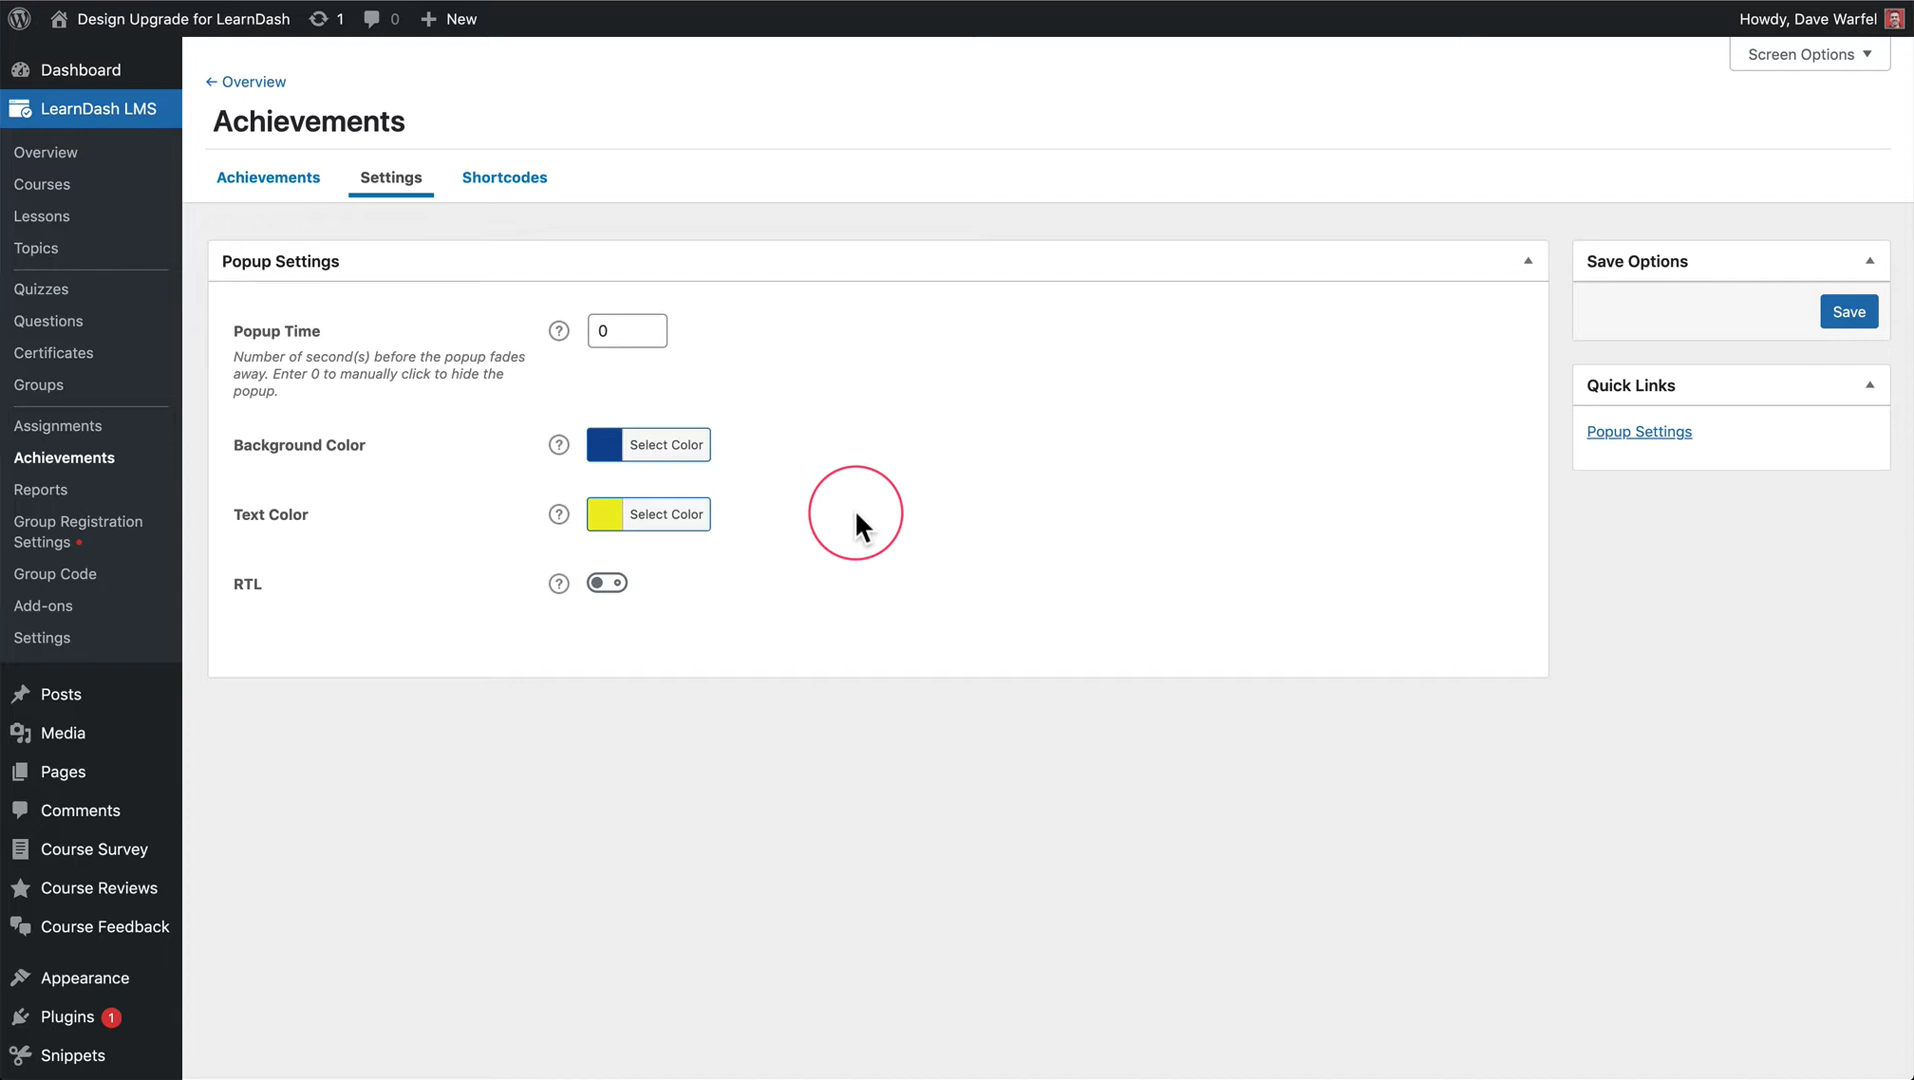 Design Upgrade for LearnDash 1 0 New
Howdy, Dave Warfel
Screen Options
Dashboard
LearnDash LMS
Overview
Courses
Lessons
Topics
Quizzes
Questions
Certificates
Groups
Assignments
Achievements
Reports
Group Registration
Settings
Group Code
Add-ons
Settings
Posts
Media
Pages
Comments
Course Survey
Course Reviews
Course Feedback
Appearance
Plugins 1
Snippets
← Overview
Achievements
Achievements Settings Shortcodes
Popup Settings
Popup Time ? 0
Number of second(s) before the popup fades
away. Enter 0 to manually click to hide the
popup.
Background Color ? Select Color
Text Color ? Select Color
RTL ?
Save Options
Save
Quick Links
Popup Settings